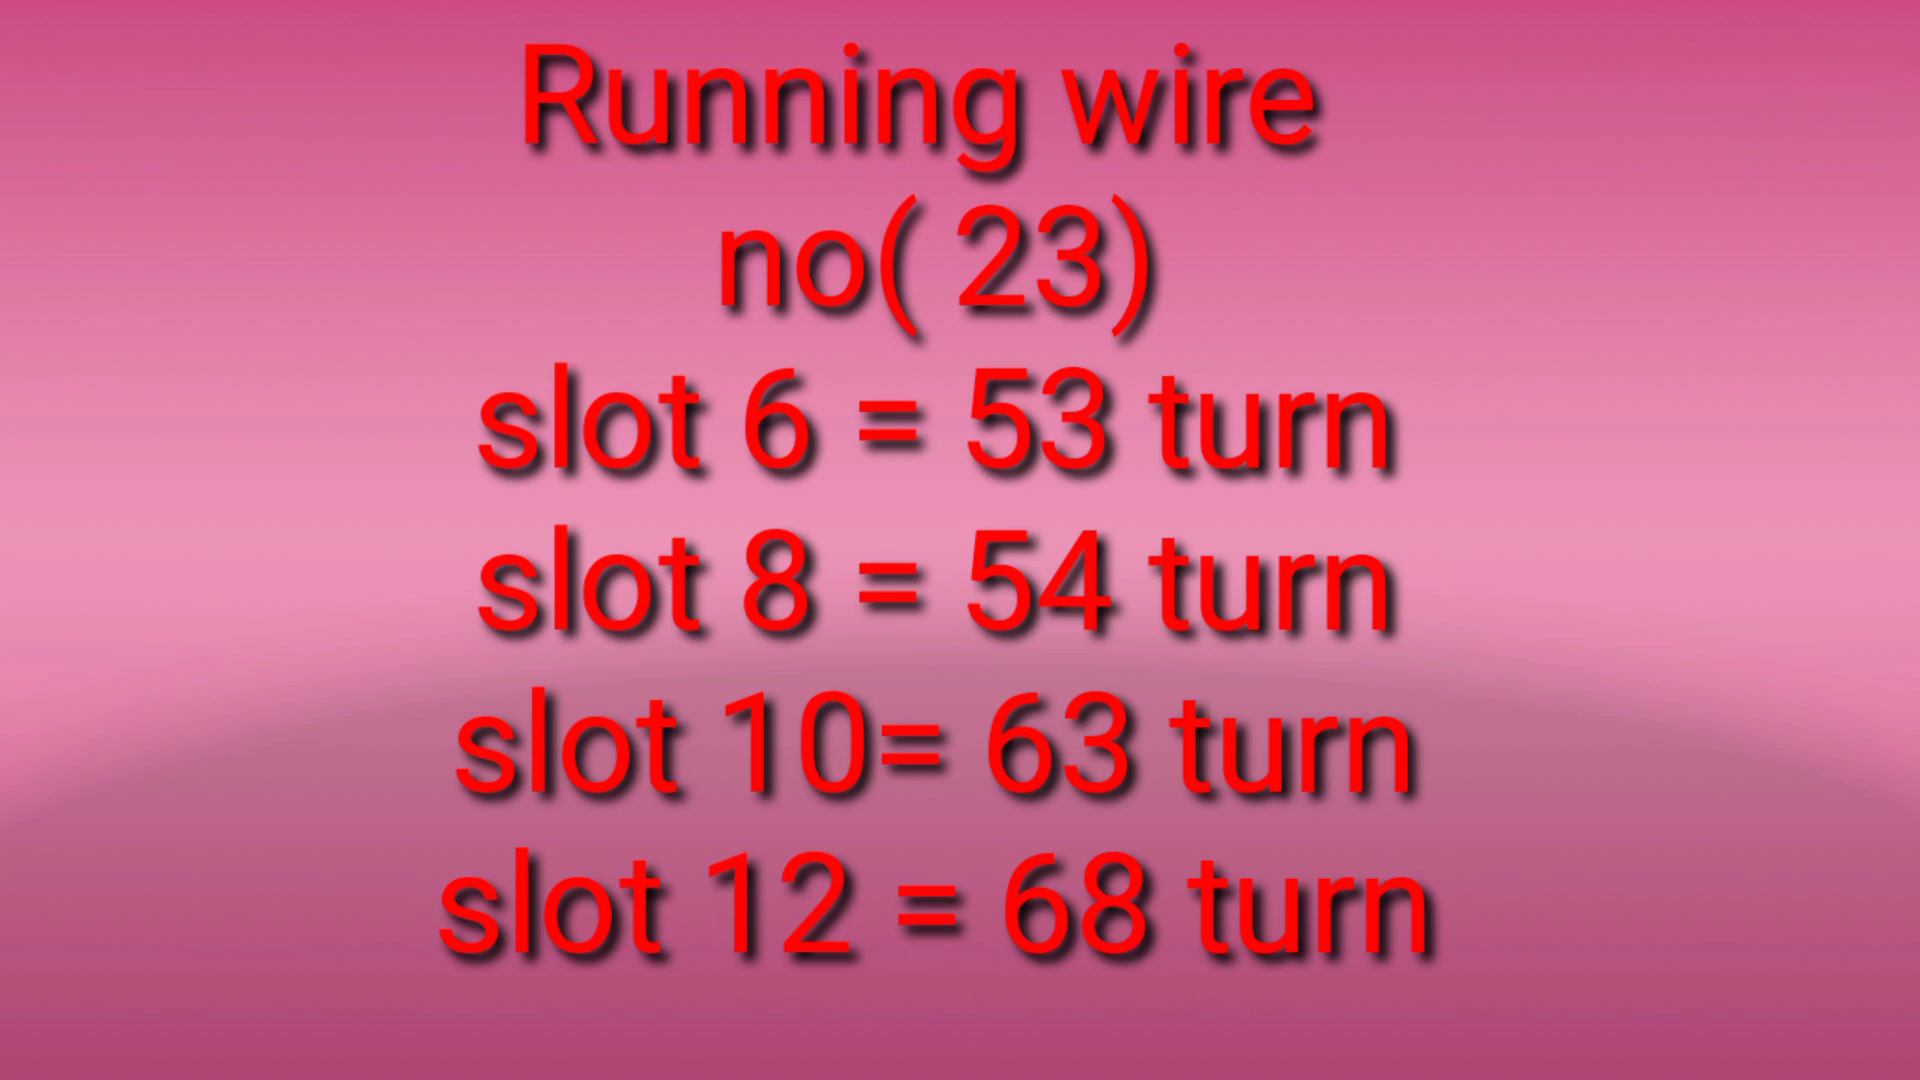 Running wire
no( 23)
slot 6 = 53 turn
slot 8 = 54 turn
slot 10= 63 turn
slot 12 = 68 turn